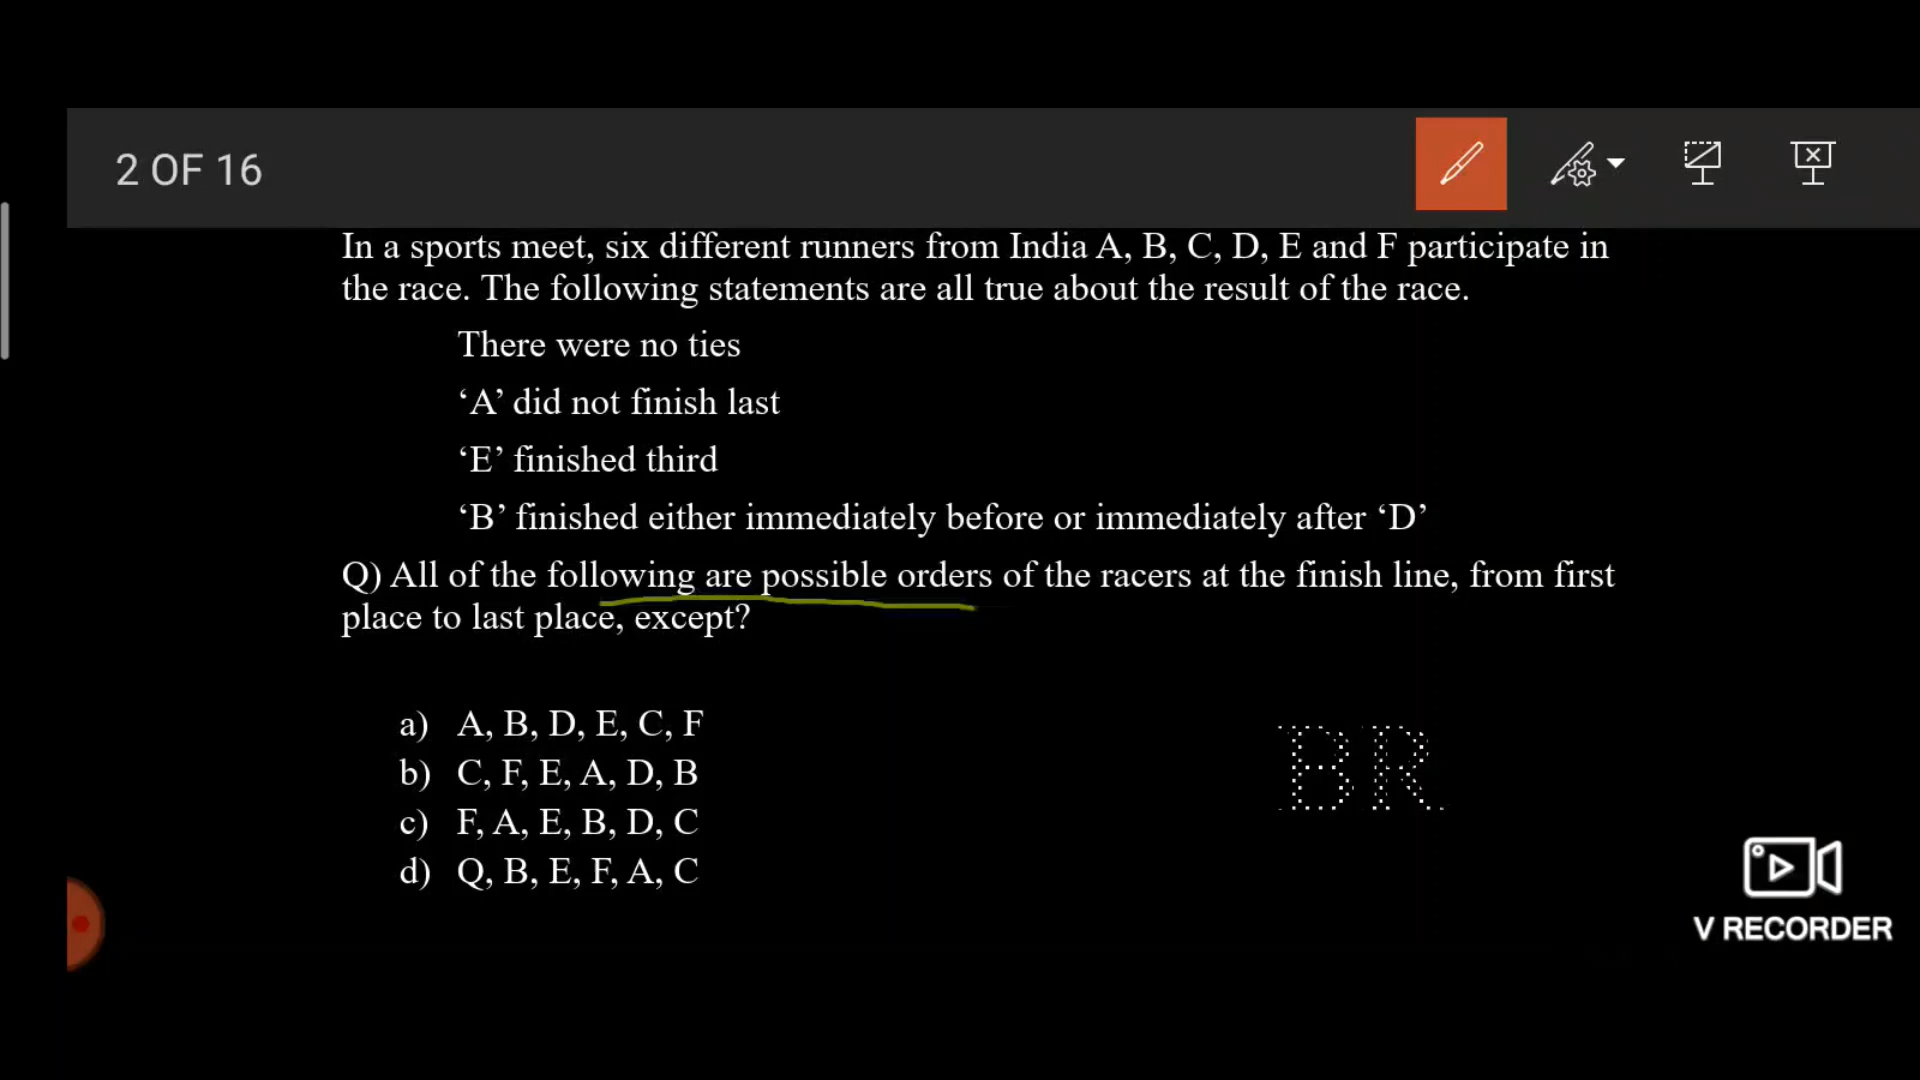 2 OF 16
In a sports meet, six different runners from India A, B, C, D, E and F participate in
the race. The following statements are all true about the result of the race.
There were no ties
‘A’ did not finish last
‘E’ finished third
‘B’ finished either immediately before or immediately after ‘D’
Q) All of the following are possible orders of the racers at the finish line, from first
place to last place, except?
a) A, B, D, E, C, F
b) C, F, E, A, D, B
c) F, A, E, B, D, C
d) Q, B, E, F, A, C
BR
V RECORDER